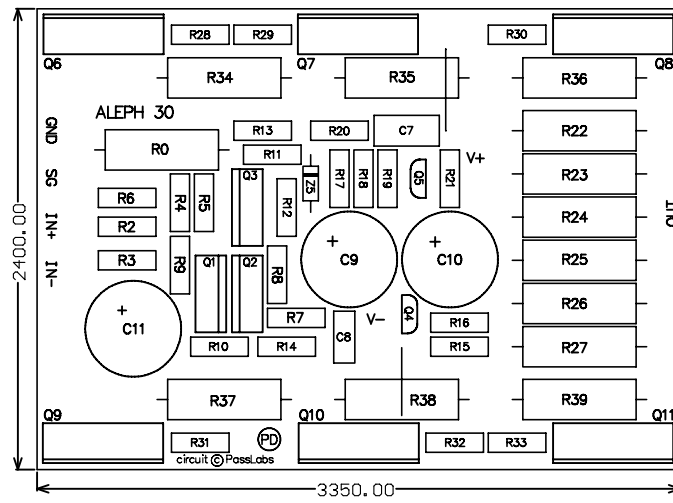 R28 R29 R30
Q6 Q7 Q8
R34 R35 R36
ALEPH 30
GND R13 R20 C7 R22
R0 R11 V+
SG Q3 Z5 R17 R18 R19 Q5 R21 R23
R6 R4 R5 R12
IN+ R2 R24 OUT
IN- R3 R9 Q1 Q2 R8 + C9 + C10 R25
2400.00
+ C11 R7 V- Q4 R26
C8 R16
R10 R14 R15 R27
R37 R38 R39
Q9 Q10 Q11
R31 PD R32 R33
circuit © PassLabs
3350.00